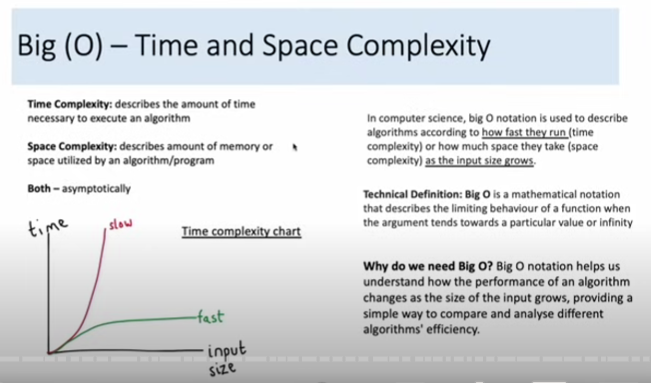 Big (O) – Time and Space Complexity
Time Complexity: describes the amount of time
necessary to execute an algorithm
Space Complexity: describes amount of memory or
space utilized by an algorithm/program
Both – asymptotically
time
slow
Time complexity chart
fast
input
size
In computer science, big O notation is used to describe
algorithms according to how fast they run (time
complexity) or how much space they take (space
complexity) as the input size grows.
Technical Definition: Big O is a mathematical notation
that describes the limiting behaviour of a function when
the argument tends towards a particular value or infinity
Why do we need Big O? Big O notation helps us
understand how the performance of an algorithm
changes as the size of the input grows, providing a
simple way to compare and analyse different
algorithms' efficiency.